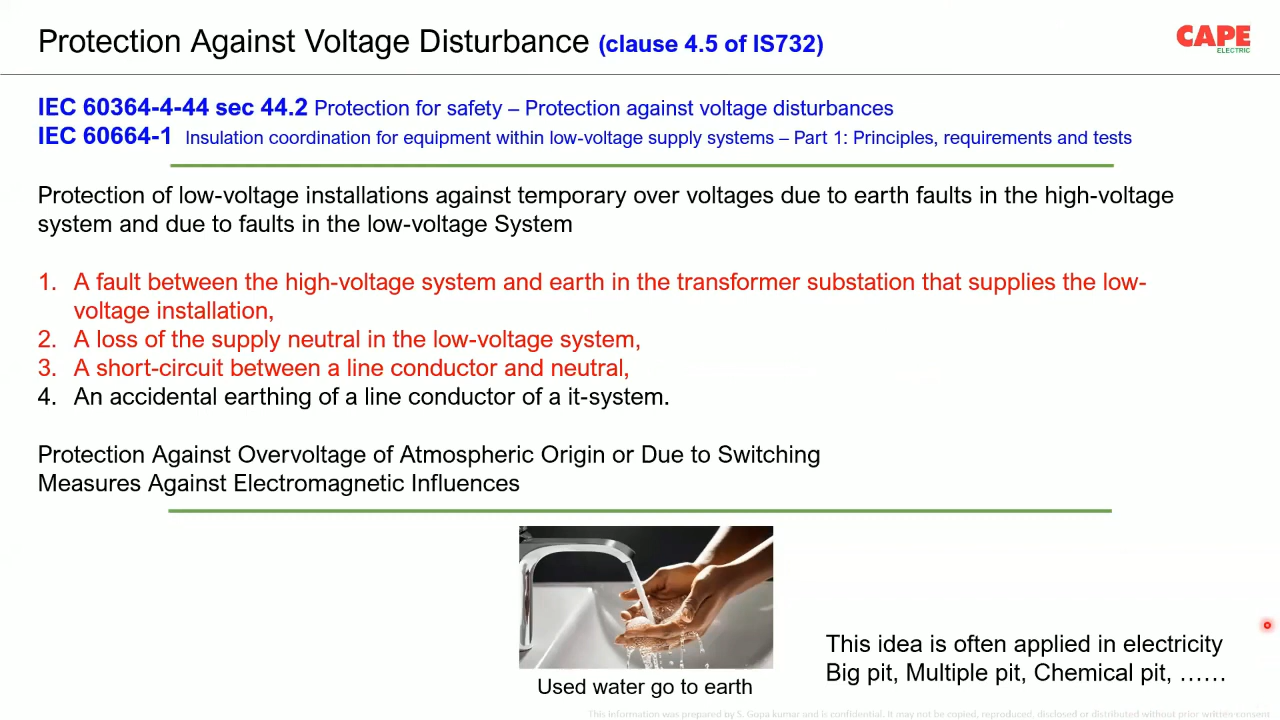 Protection Against Voltage Disturbance (clause 4.5 of IS732)
CAPE
ELECTRIC
IEC 60364-4-44 sec 44.2 Protection for safety – Protection against voltage disturbances
IEC 60664-1 Insulation coordination for equipment within low-voltage supply systems – Part 1: Principles, requirements and tests
Protection of low-voltage installations against temporary over voltages due to earth faults in the high-voltage
system and due to faults in the low-voltage System
1. A fault between the high-voltage system and earth in the transformer substation that supplies the low-
voltage installation,
2. A loss of the supply neutral in the low-voltage system,
3. A short-circuit between a line conductor and neutral,
4. An accidental earthing of a line conductor of a it-system.
Protection Against Overvoltage of Atmospheric Origin or Due to Switching
Measures Against Electromagnetic Influences
Used water go to earth
This idea is often applied in electricity
Big pit, Multiple pit, Chemical pit, ……
This information was prepared by S. Gopa kumar and is confidential. It may not be copied, reproduced, disclosed or distributed without prior written consent